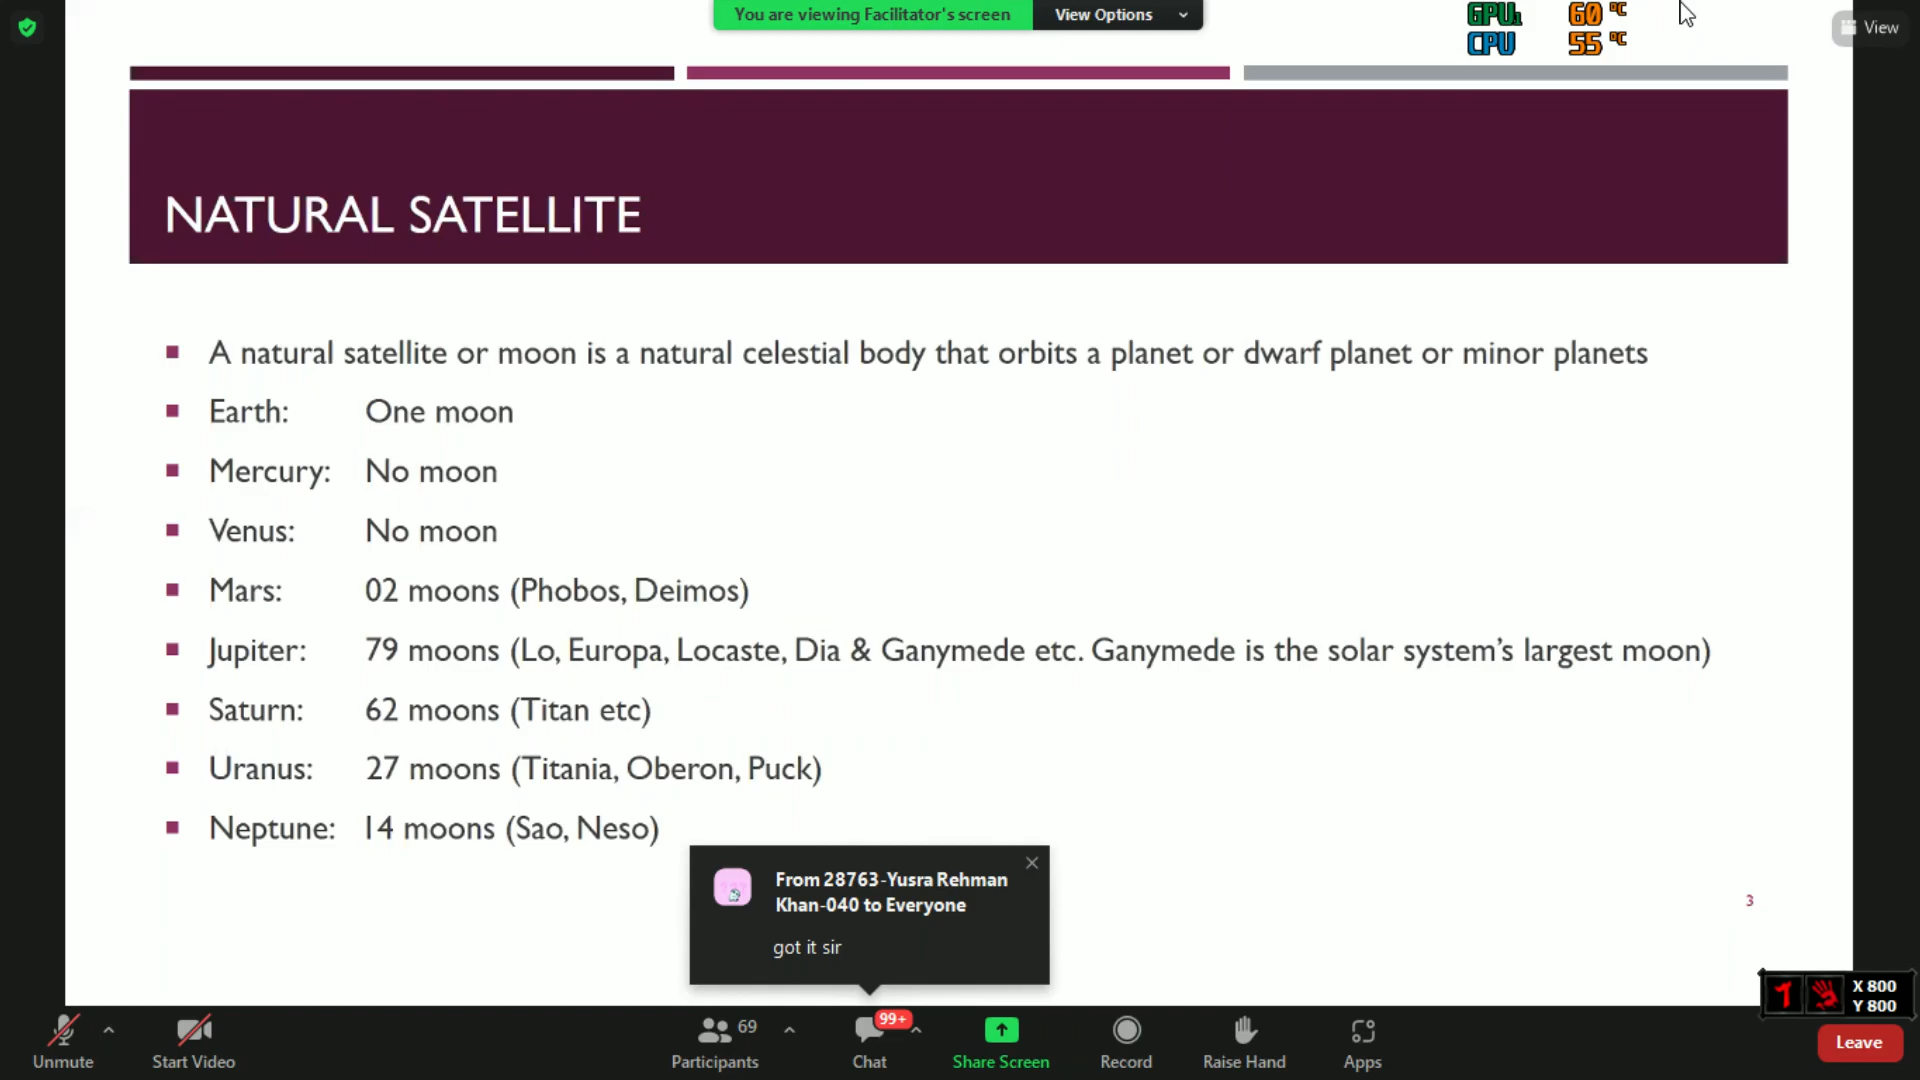 You are viewing Facilitator's screen View Options
GPU1 60 °C
CPU 55 °C
View
NATURAL SATELLITE
A natural satellite or moon is a natural celestial body that orbits a planet or dwarf planet or minor planets
Earth: One moon
Mercury: No moon
Venus: No moon
Mars: 02 moons (Phobos, Deimos)
Jupiter: 79 moons (Lo, Europa, Locaste, Dia & Ganymede etc. Ganymede is the solar system's largest moon)
Saturn: 62 moons (Titan etc)
Uranus: 27 moons (Titania, Oberon, Puck)
Neptune: 14 moons (Sao, Neso)
From 28763-Yusra Rehman
Khan-040 to Everyone
got it sir
3
X 800
Y 800
69
99+
Unmute Start Video Participants Chat Share Screen Record Raise Hand Apps Leave